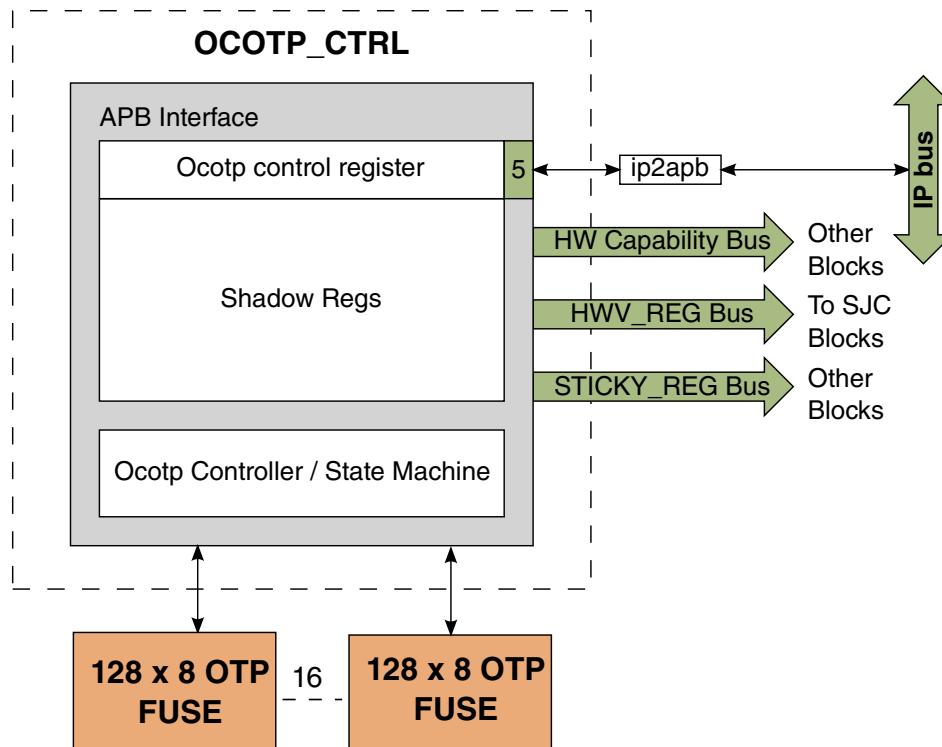 OCOTP_CTRL
APB Interface
Ocotp control register
5
ip2apb
IP bus
HW Capability Bus
Other
Blocks
Shadow Regs
HWV_REG Bus
To SJC
Blocks
STICKY_REG Bus
Other
Blocks
Ocotp Controller / State Machine
128 x 8 OTP
FUSE
16
128 x 8 OTP
FUSE